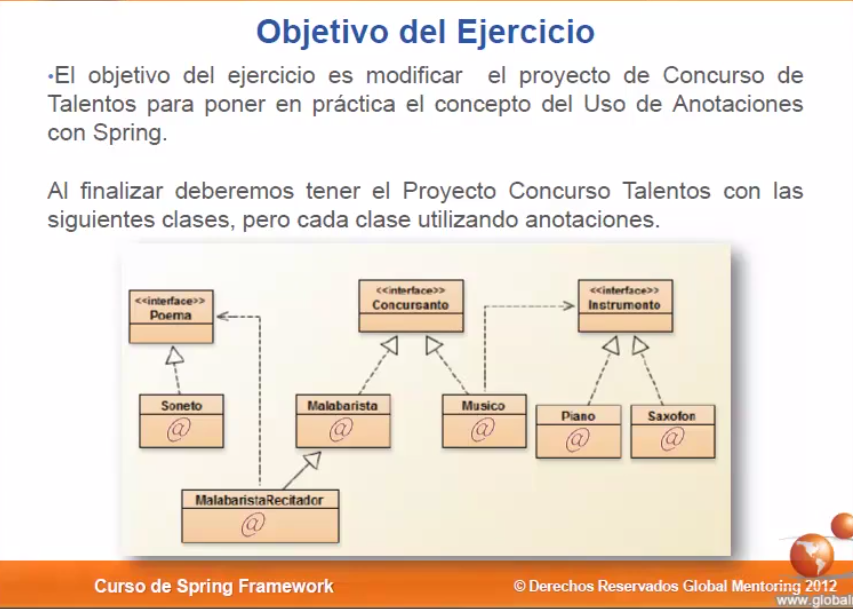 Objetivo del Ejercicio
•El objetivo del ejercicio es modificar el proyecto de Concurso de
Talentos para poner en práctica el concepto del Uso de Anotaciones
con Spring.
Al finalizar deberemos tener el Proyecto Concurso Talentos con las
siguientes clases, pero cada clase utilizando anotaciones.
<<interface>>
Poema
<<interface>>
Concursante
<<interface>>
Instrumento
Soneto
@
Malabarista
@
Musico
@
Piano
@
Saxofon
@
MalabaristaRecitador
@
Curso de Spring Framework
© Derechos Reservados Global Mentoring 2012